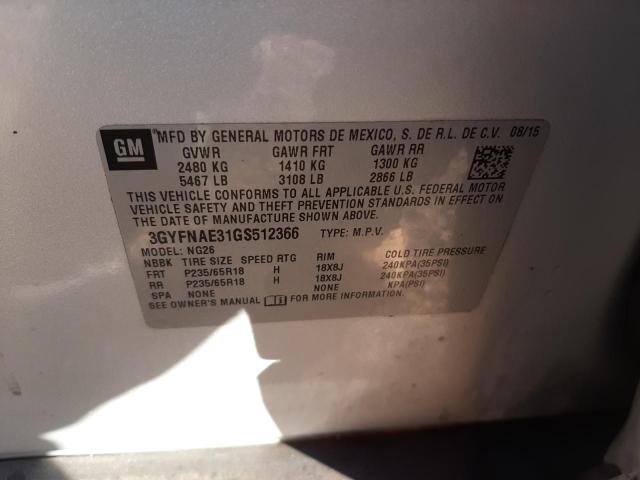 GM
MFD BY GENERAL MOTORS DE MEXICO, S. DE R.L. DE C.V. 08/15
GVWR GAWR FRT GAWR RR
2480 KG 1410 KG 1300 KG
5467 LB 3108 LB 2866 LB
THIS VEHICLE CONFORMS TO ALL APPLICABLE U.S. FEDERAL MOTOR
VEHICLE SAFETY AND THEFT PREVENTION STANDARDS IN EFFECT ON
THE DATE OF MANUFACTURE SHOWN ABOVE.
3GYFNAE31GS512366 TYPE: M.P.V.
MODEL: NG26
NBBK TIRE SIZE SPEED RTG RIM COLD TIRE PRESSURE
FRT P235/65R18 H 18X8J 240KPA(35PSI)
RR P235/65R18 H 18X8J 240KPA(35PSI)
SPA NONE NONE KPA(PSI)
SEE OWNER'S MANUAL FOR MORE INFORMATION